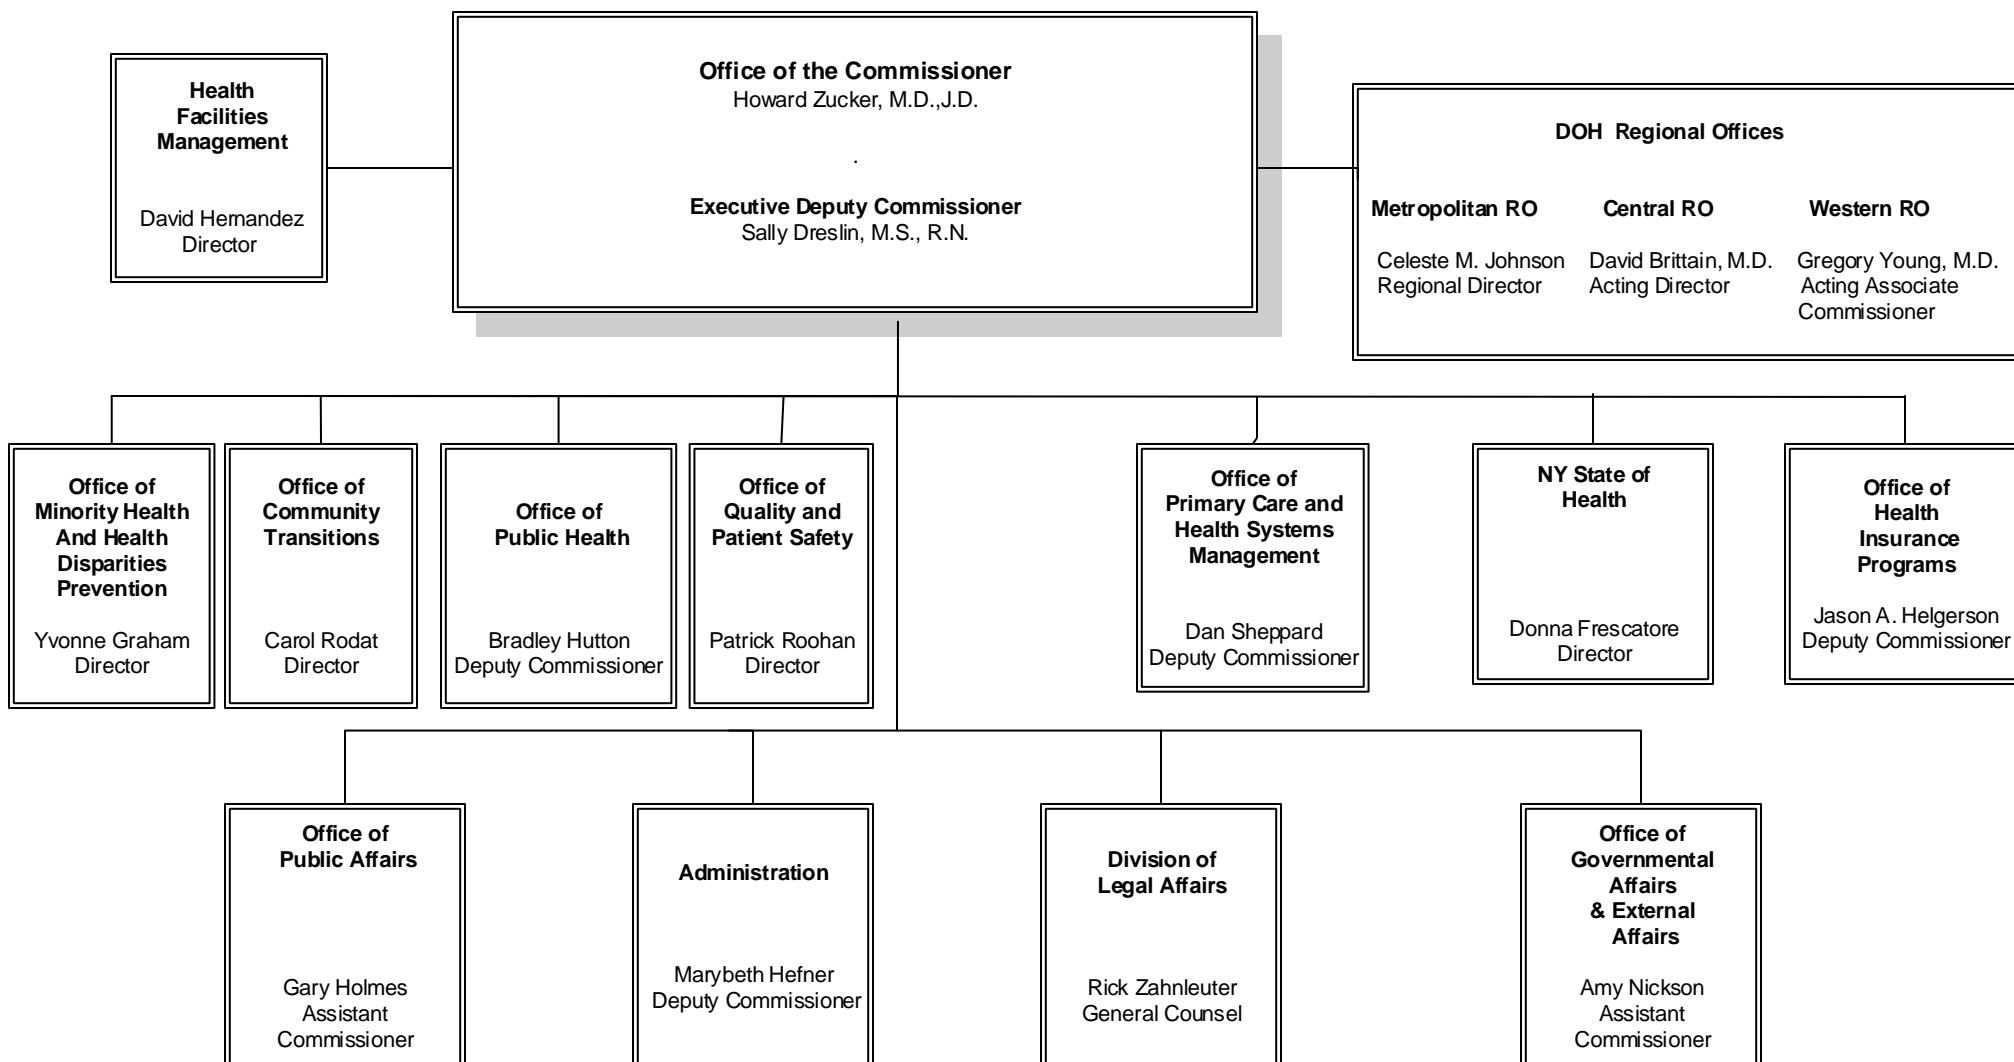 Health
Facilities
Management
David Hernandez
Director
Office of the Commissioner
Howard Zucker, M.D.,J.D.
.
Executive Deputy Commissioner
Sally Dreslin, M.S., R.N.
DOH Regional Offices
Metropolitan RO
Celeste M. Johnson
Regional Director
Central RO
David Brittain, M.D.
Acting Director
Western RO
Gregory Young, M.D.
Acting Associate
Commissioner
Office of
Minority Health
And Health
Disparities
Prevention
Yvonne Graham
Director
Office of
Community
Transitions
Carol Rodat
Director
Office of
Public Health
Bradley Hutton
Deputy Commissioner
Office of
Quality and
Patient Safety
Patrick Roohan
Director
Office of
Primary Care and
Health Systems
Management
Dan Sheppard
Deputy Commissioner
NY State of
Health
Donna Frescatore
Director
Office of
Health
Insurance
Programs
Jason A. Helgerson
Deputy Commissioner
Office of
Public Affairs
Gary Holmes
Assistant
Commissioner
Administration
Marybeth Hefner
Deputy Commissioner
Division of
Legal Affairs
Rick Zahnleuter
General Counsel
Office of
Governmental
Affairs
& External
Affairs
Amy Nickson
Assistant
Commissioner